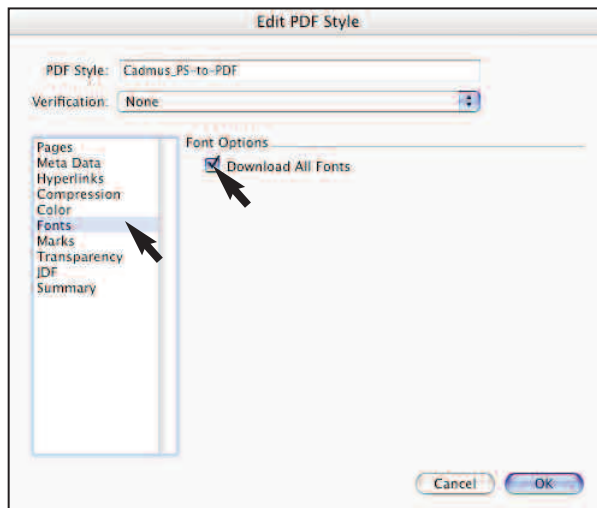 Edit PDF Style
PDF Style: Cadmus_PS-to-PDF
Verification: None
Font Options
Download All Fonts
Pages
Meta Data
Hyperlinks
Compression
Color
Fonts
Marks
Transparency
JDF
Summary
Cancel OK